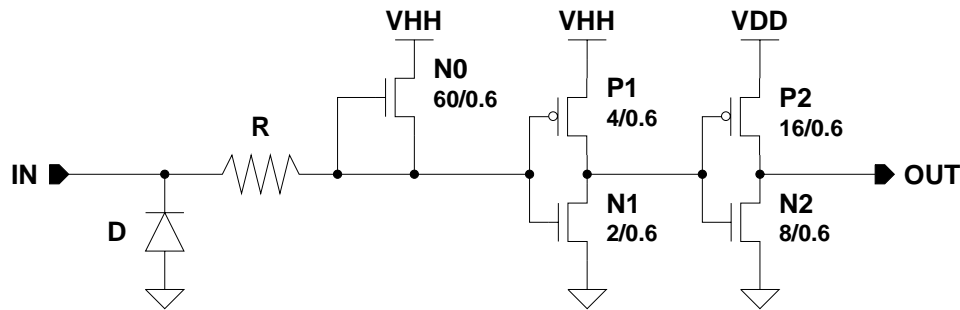 VHH VHH VDD
N0
60/0.6
P1
4/0.6
P2
16/0.6
R
IN
OUT
D
N1
2/0.6
N2
8/0.6